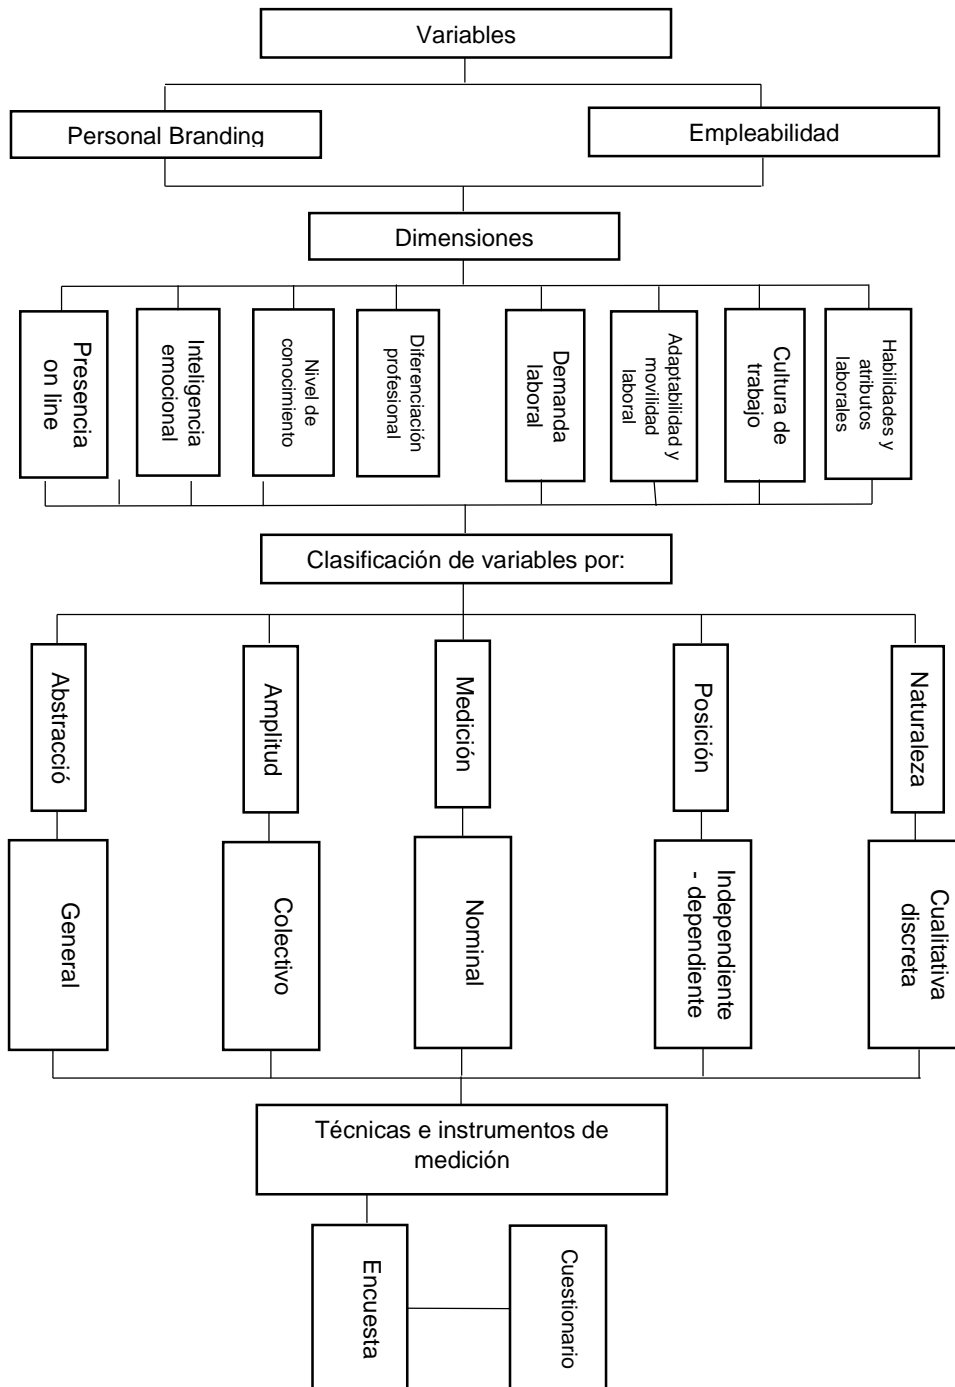 Variables
Personal Branding
Empleabilidad
Dimensiones
Presencia
on line
Inteligencia
emocional
Nivel de
conocimiento
Diferenciación
profesional
Demanda
laboral
Adaptabilidad y
movilidad
laboral
Cultura de
trabajo
Habilidades y
atributos
laborales
Clasificación de variables por:
Abstracció
Amplitud
Medición
Posición
Naturaleza
General
Colectivo
Nominal
Independiente
- dependiente
Cualitativa
discreta
Técnicas e instrumentos de
medición
Encuesta
Cuestionario